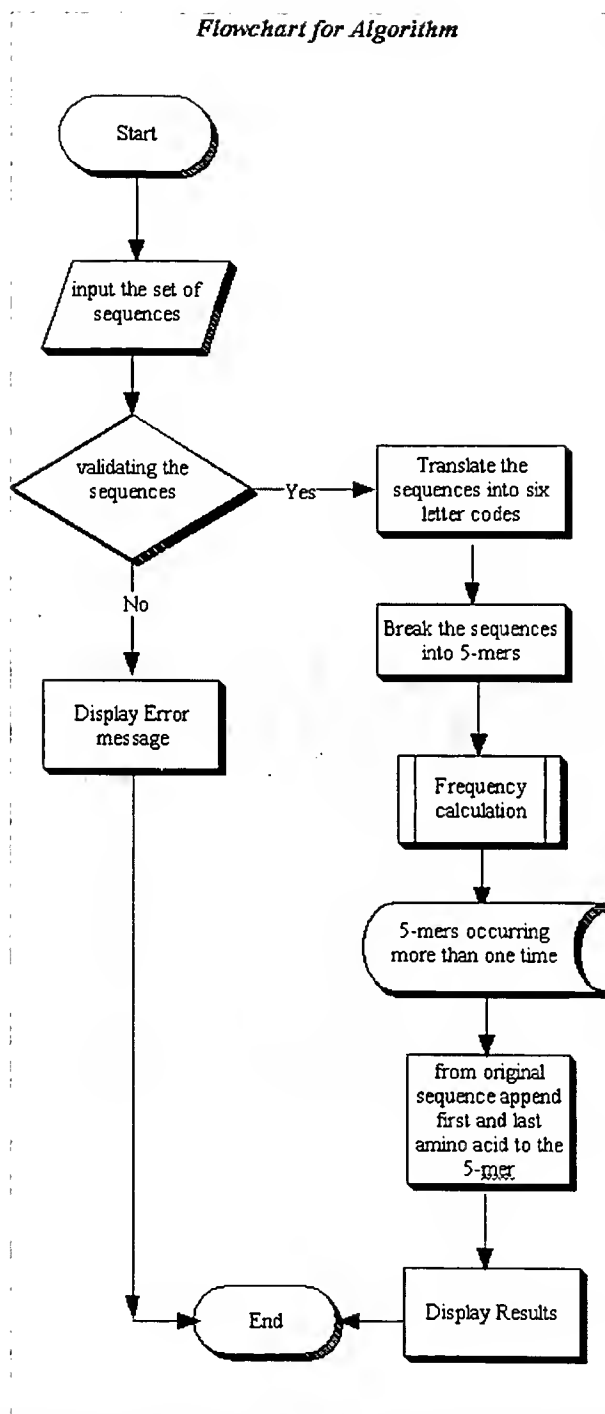 Flowchart for Algorithm
Start
input the set of
sequences
validating the
sequences
Yes
No
Display Error
message
Translate the
sequences into six
letter codes
Break the sequences
into 5-mers
Frequency
calculation
5-mers occurring
more than one time
from original
sequence append
first and last
amino acid to the
5-mer
Display Results
End